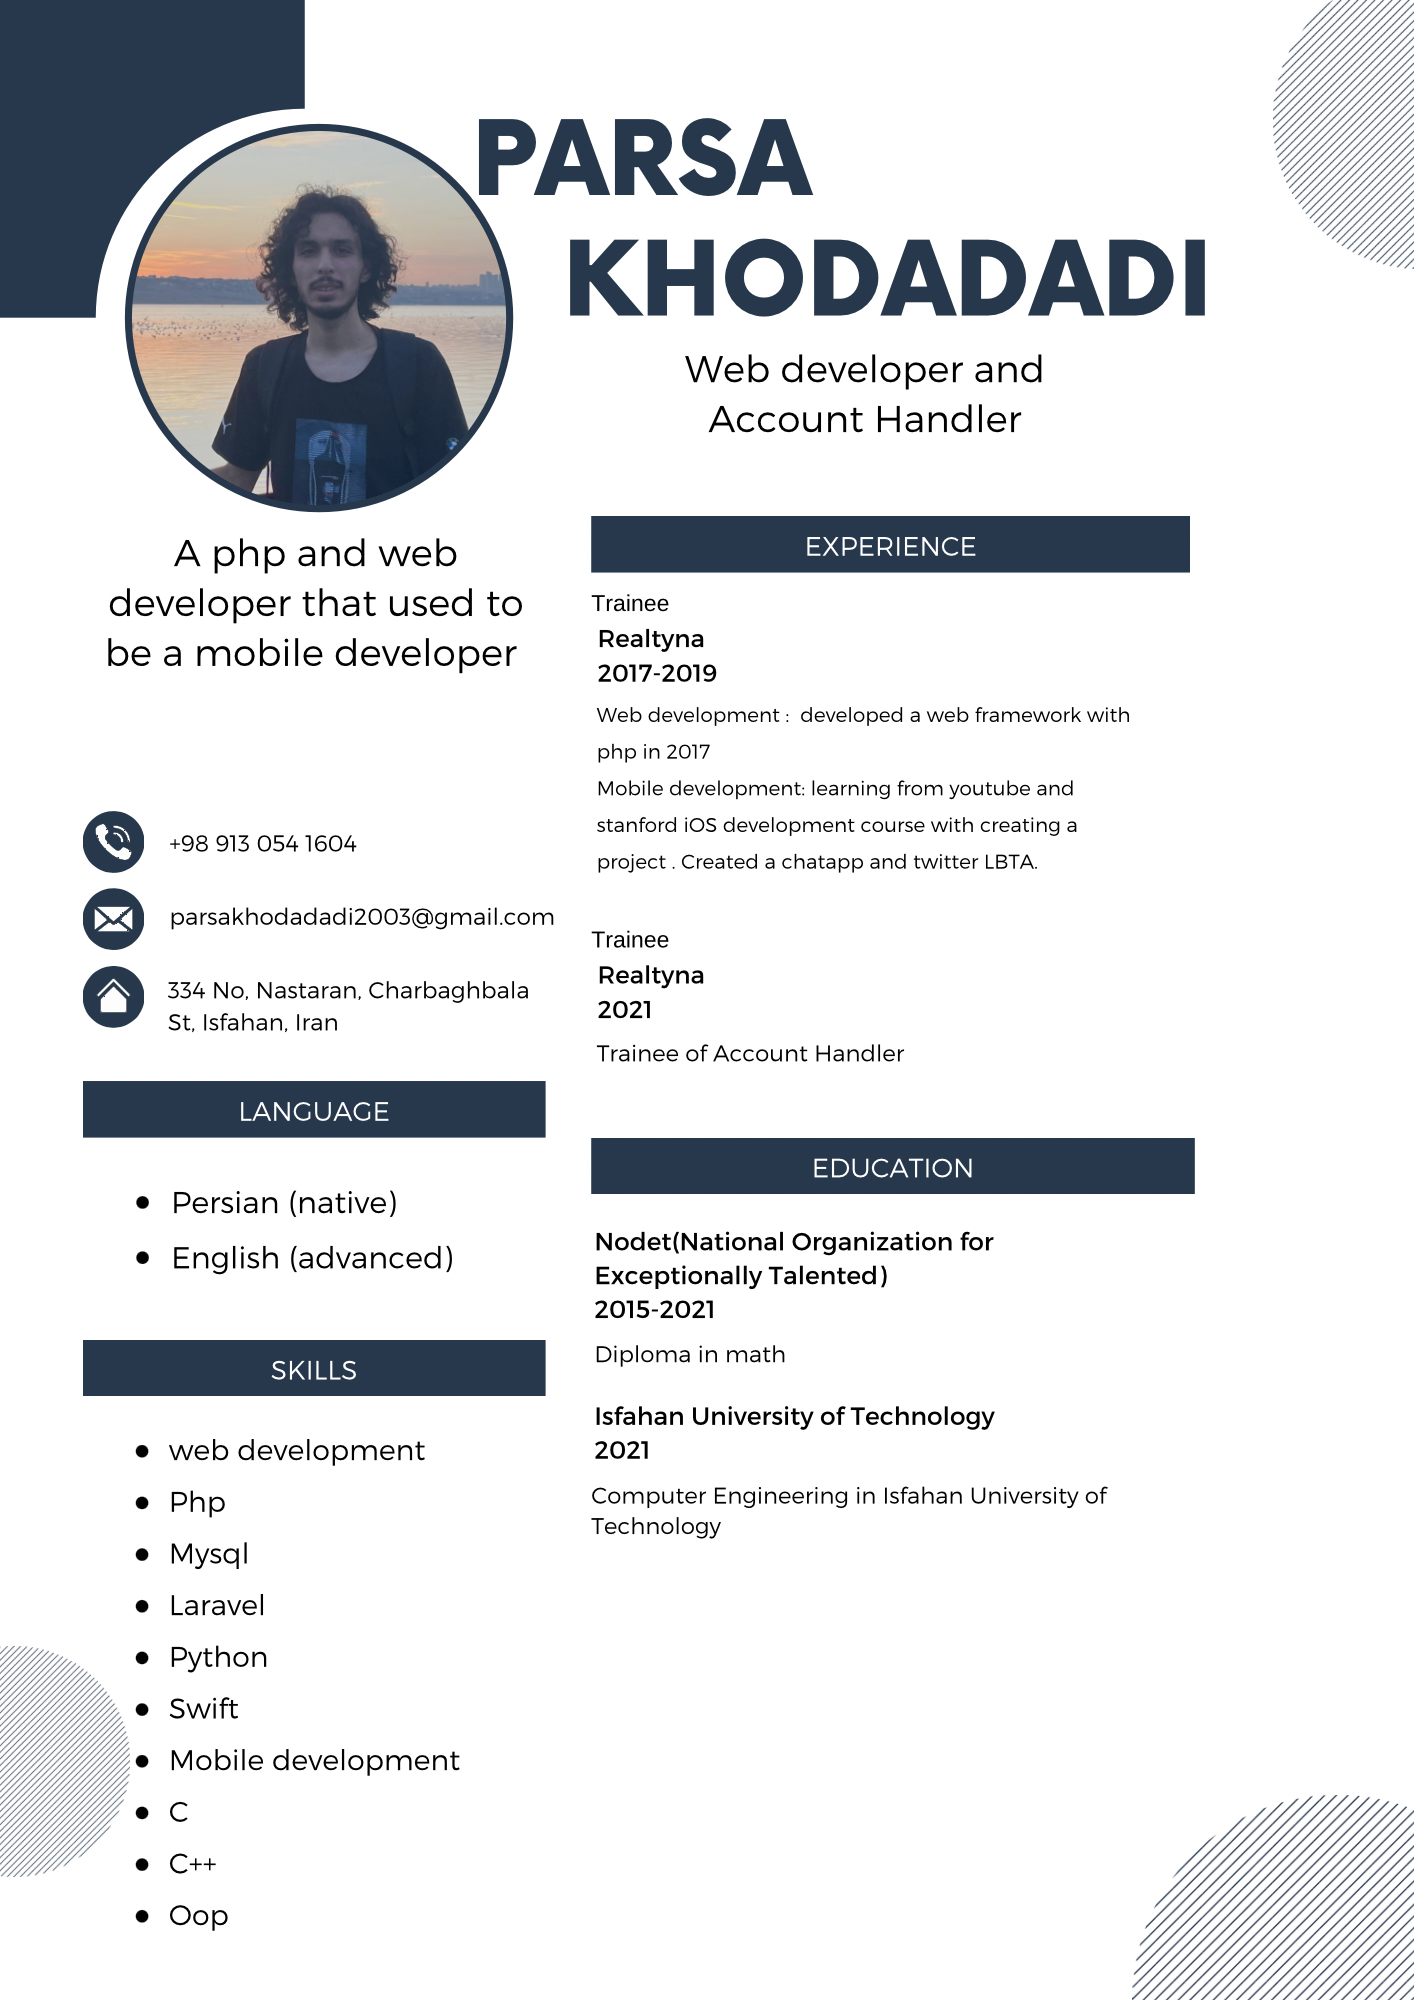 PARSA
KHODADADI
Web developer and
Account Handler
A php and web
developer that used to
be a mobile developer
+98 913 054 1604
parsakhodadadi2003@gmail.com
334 No, Nastaran, Charbaghbala
St, Isfahan, Iran
LANGUAGE
Persian (native)
English (advanced)
SKILLS
web development
Php
Mysql
Laravel
Python
Swift
Mobile development
C
C++
Oop
EXPERIENCE
Trainee
Realtyna
2017-2019
Web development :  developed a web framework with
php in 2017
Mobile development: learning from youtube and
stanford iOS development course with creating a
project . Created a chatapp and twitter LBTA.
Trainee
Realtyna
2021
Trainee of Account Handler
EDUCATION
Nodet(National Organization for
Exceptionally Talented)
2015-2021
Diploma in math
Isfahan University of Technology
2021
Computer Engineering in Isfahan University of
Technology